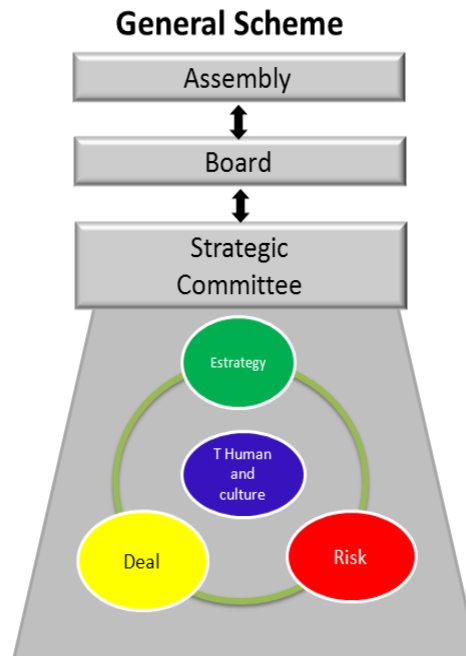 General Scheme
Assembly
Board
Strategic
Committee
Estrategy
T Human
and
culture
Deal
Risk